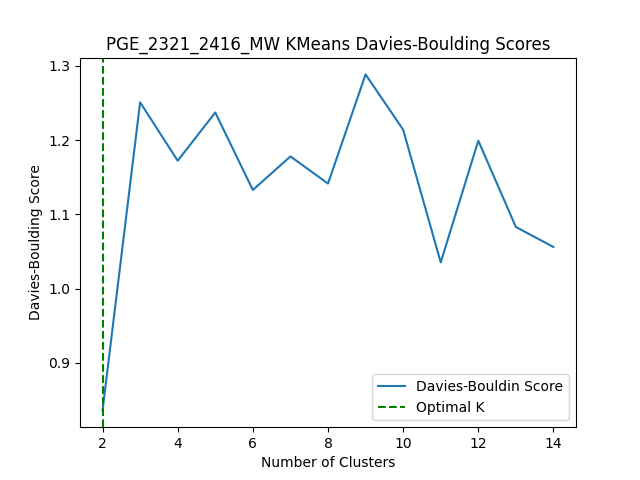 PGE_2321_2416_MW KMeans Davies-Boulding Scores
1.3
1.2
1.1
1.0
0.9
Davies-Boulding Score
Davies-Bouldin Score
Optimal K
2 4 6 8 10 12 14
Number of Clusters